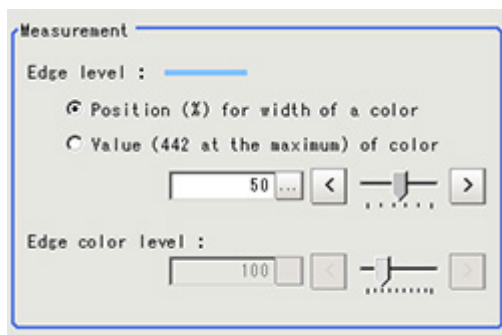 Measurement
Edge level :
Position (%) for width of a color
Value (442 at the maximum) of color
50 ... < >
Edge color level :
100 < >